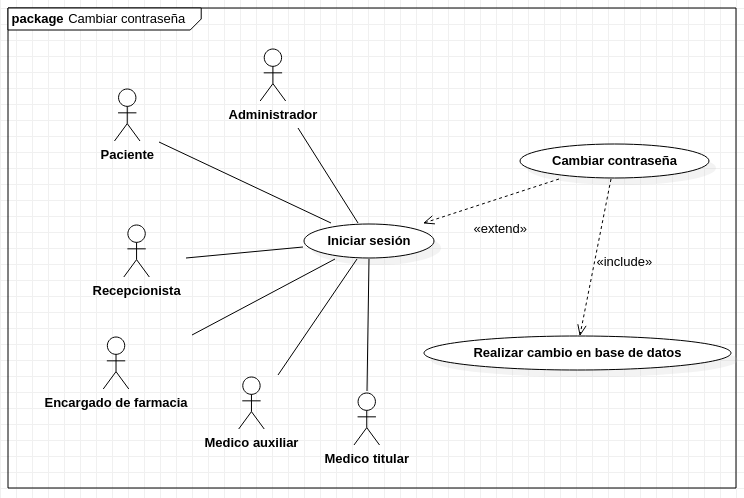 package Cambiar contraseña
Administrador
Paciente
Cambiar contraseña
«extend»
Iniciar sesión
«include»
Recepcionista
Realizar cambio en base de datos
Encargado de farmacia
Medico auxiliar
Medico titular